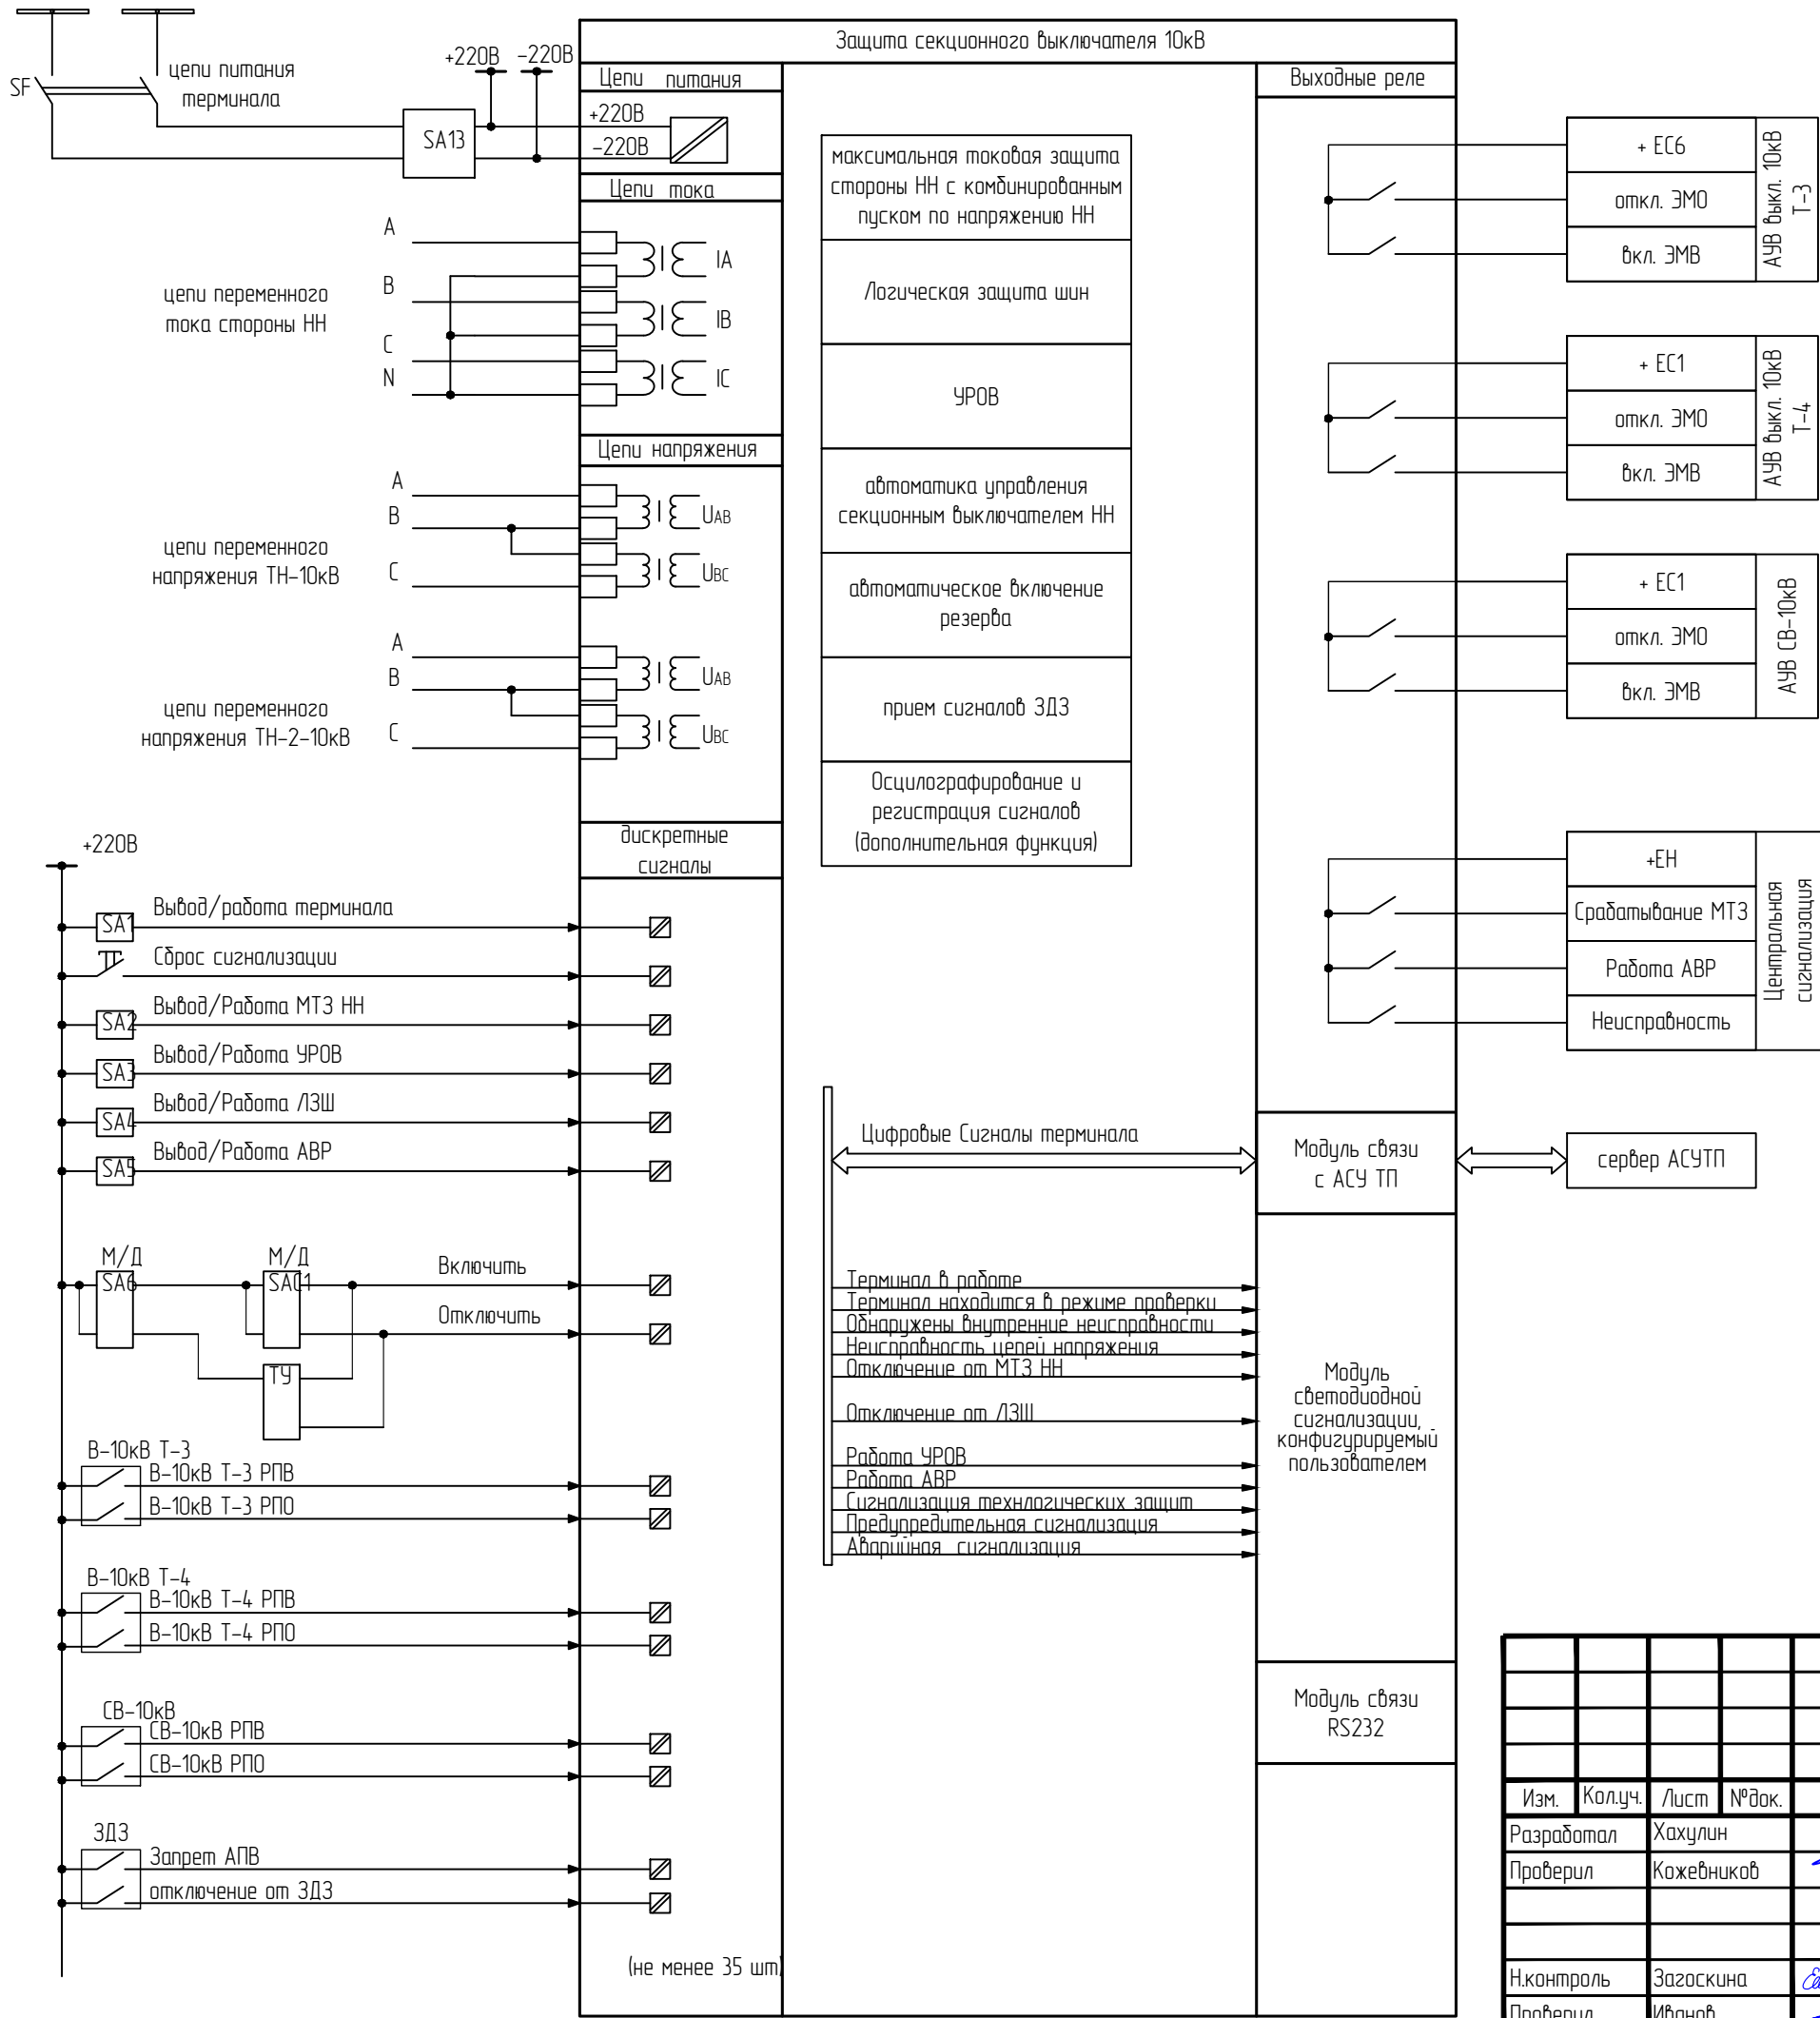 Защита секционного выключателя 10кВ
SF
цепи питания
терминала
+220В
-220В
SA13
Цепи питания
+220В
-220В
Цепи тока
A
B
C
N
цепи переменного
тока стороны НН
IA
IB
IC
Цепи напряжения
A
B
C
цепи переменного
напряжения ТН-10кВ
UAB
UBC
A
B
C
цепи переменного
напряжения ТН-2-10кВ
UAB
UBC
дискретные
сигналы
+220В
SA1
Вывод/работа терминала
Сброс сигнализации
SA2
Вывод/Работа МТЗ НН
SA3
Вывод/Работа УРОВ
SA4
Вывод/Работа ЛЗШ
SA5
Вывод/Работа АВР
М/Д
SA6
М/Д
SAC1
Включить
Отключить
ТУ
В-10кВ Т-3
В-10кВ Т-3 РПВ
В-10кВ Т-3 РПО
В-10кВ Т-4
В-10кВ Т-4 РПВ
В-10кВ Т-4 РПО
СВ-10кВ
СВ-10кВ РПВ
СВ-10кВ РПО
ЗДЗ
Запрет АПВ
отключение от ЗДЗ
(не менее 35 шт)
максимальная токовая защита
стороны НН с комбинированным
пуском по напряжению НН
Логическая защита шин
УРОВ
автоматика управления
секционным выключателем НН
автоматическое включение
резерва
прием сигналов ЗДЗ
Осцилографирование и
регистрация сигналов
(дополнительная функция)
Цифровые Сигналы терминала
Терминал в работе
Терминал находится в режиме проверки
Обнаружены внутренние неисправности
Неисправность цепей напряжения
Отключение от МТЗ НН
Отключение от ЛЗШ
Работа УРОВ
Работа АВР
Сигнализация технлогических защит
Предупредительная сигнализация
Аварийная сигнализация
Выходные реле
Модуль связи
с АСУ ТП
Модуль
светодиодной
сигнализации,
конфигурируемый
пользователем
Модуль связи
RS232
+ ЕС6
откл. ЭМО
вкл. ЭМВ
АУВ выкл. 10кВ
Т-3
+ ЕС1
откл. ЭМО
вкл. ЭМВ
АУВ выкл. 10кВ
Т-4
+ ЕС1
откл. ЭМО
вкл. ЭМВ
АУВ СВ-10кВ
+ЕН
Срабатывание МТЗ
Работа АВР
Неисправность
Центральная
сигнализация
сервер АСУТП
Изм. Кол.уч. Лист №док.
Разработал Хахулин
Проверил Кожевников
Н.контроль Загоскина
Проверил Иванов